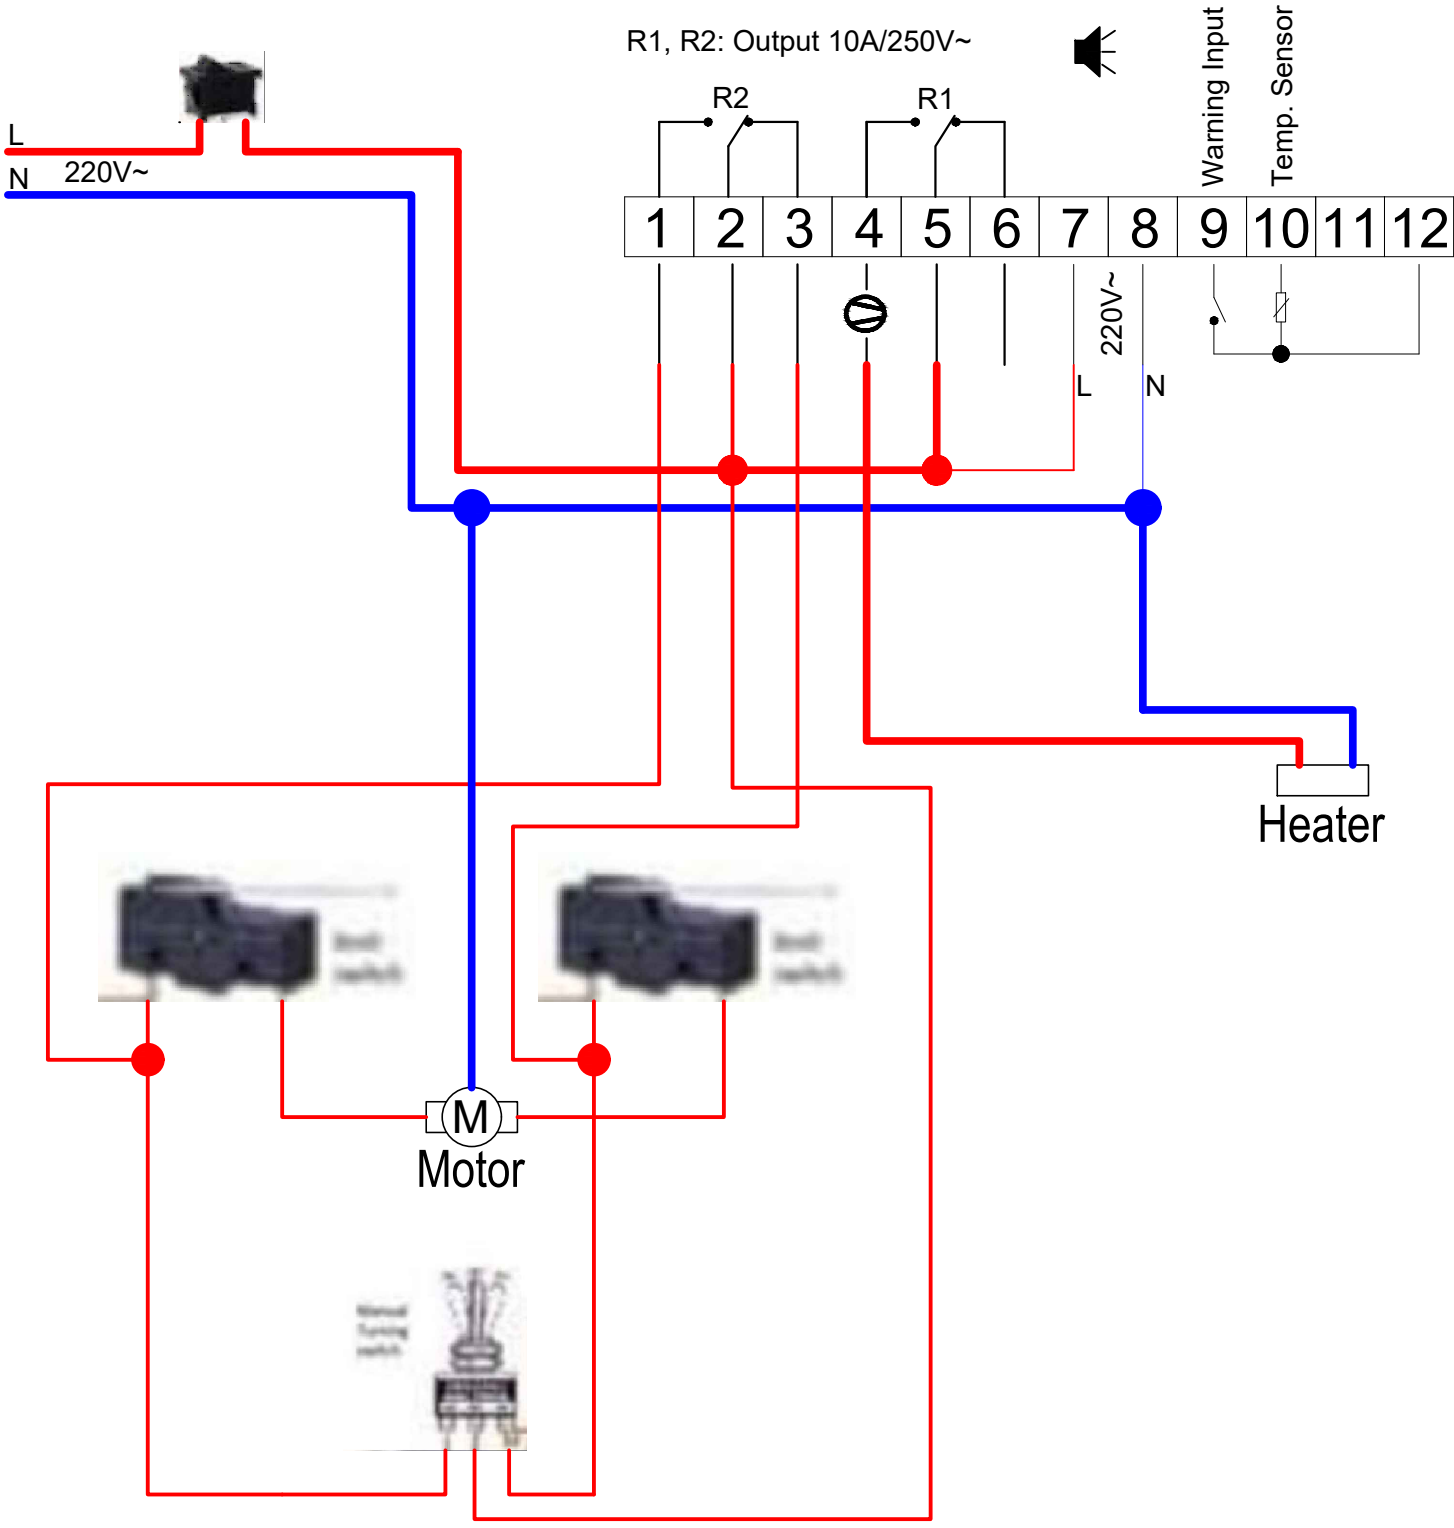 R1, R2: Output 10A/250V~
Warning Input
Temp. Sensor
R2
R1
L
220V~
N
1 2 3 4 5 6 7 8 9 10 11 12
220V~
L
N
Heater
M
Motor